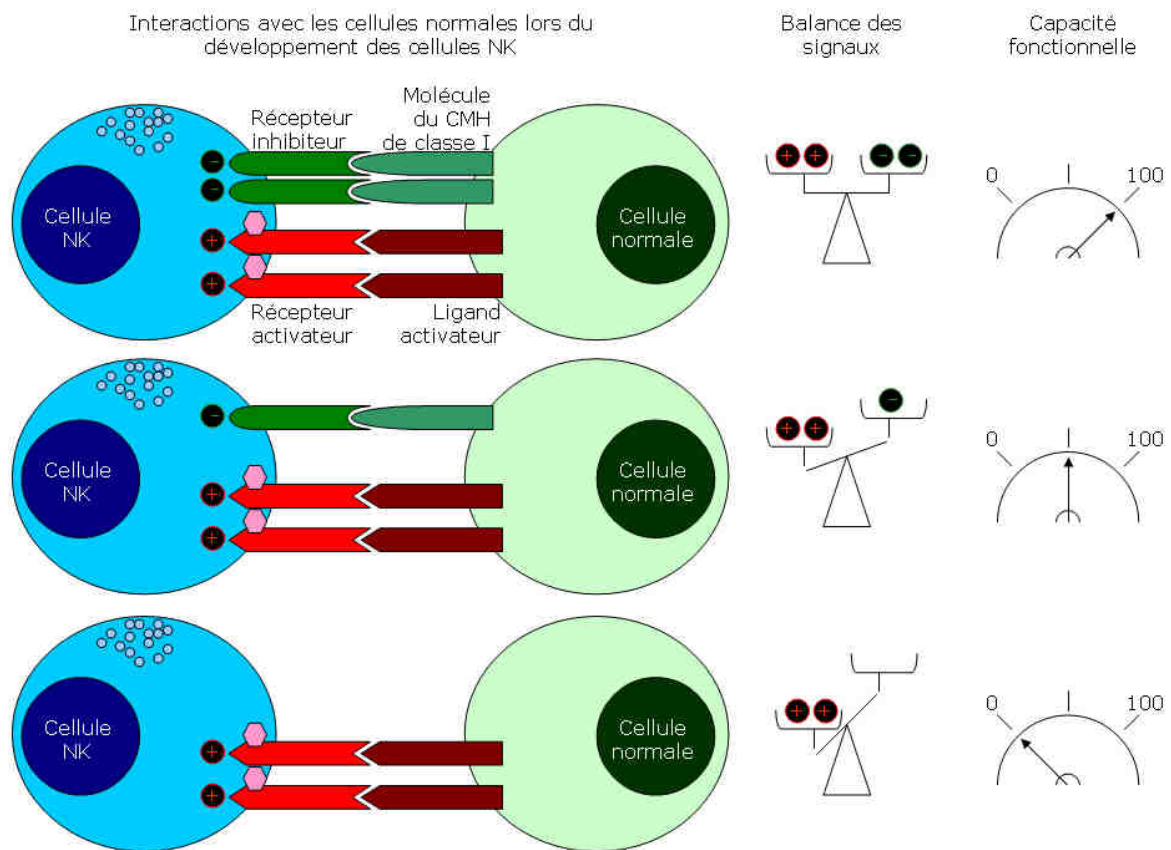 Interactions avec les cellules normales lors du
développement des cellules NK
Balance des
signaux
Capacité
fonctionnelle
Récepteur
inhibiteur
Molécule
du CMH
de classe I
Cellule
NK
Cellule
normale
Récepteur
activateur
Ligand
activateur
- 
-
+
+
+ +
- -
0
100
Cellule
NK
Cellule
normale
-
+
+
+ +
-
0
100
Cellule
NK
Cellule
normale
+
+
+ +
0
100